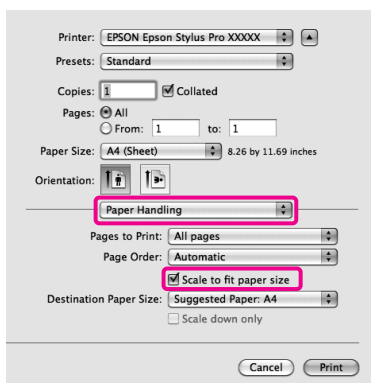 Printer: EPSON Epson Stylus Pro XXXXX
Presets: Standard
Copies: 1 Collated
Pages: All
From: 1 to: 1
Paper Size: A4 (Sheet) 8.26 by 11.69 inches
Orientation:
Paper Handling
Pages to Print: All pages
Page Order: Automatic
Scale to fit paper size
Destination Paper Size: Suggested Paper: A4
Scale down only
Cancel Print